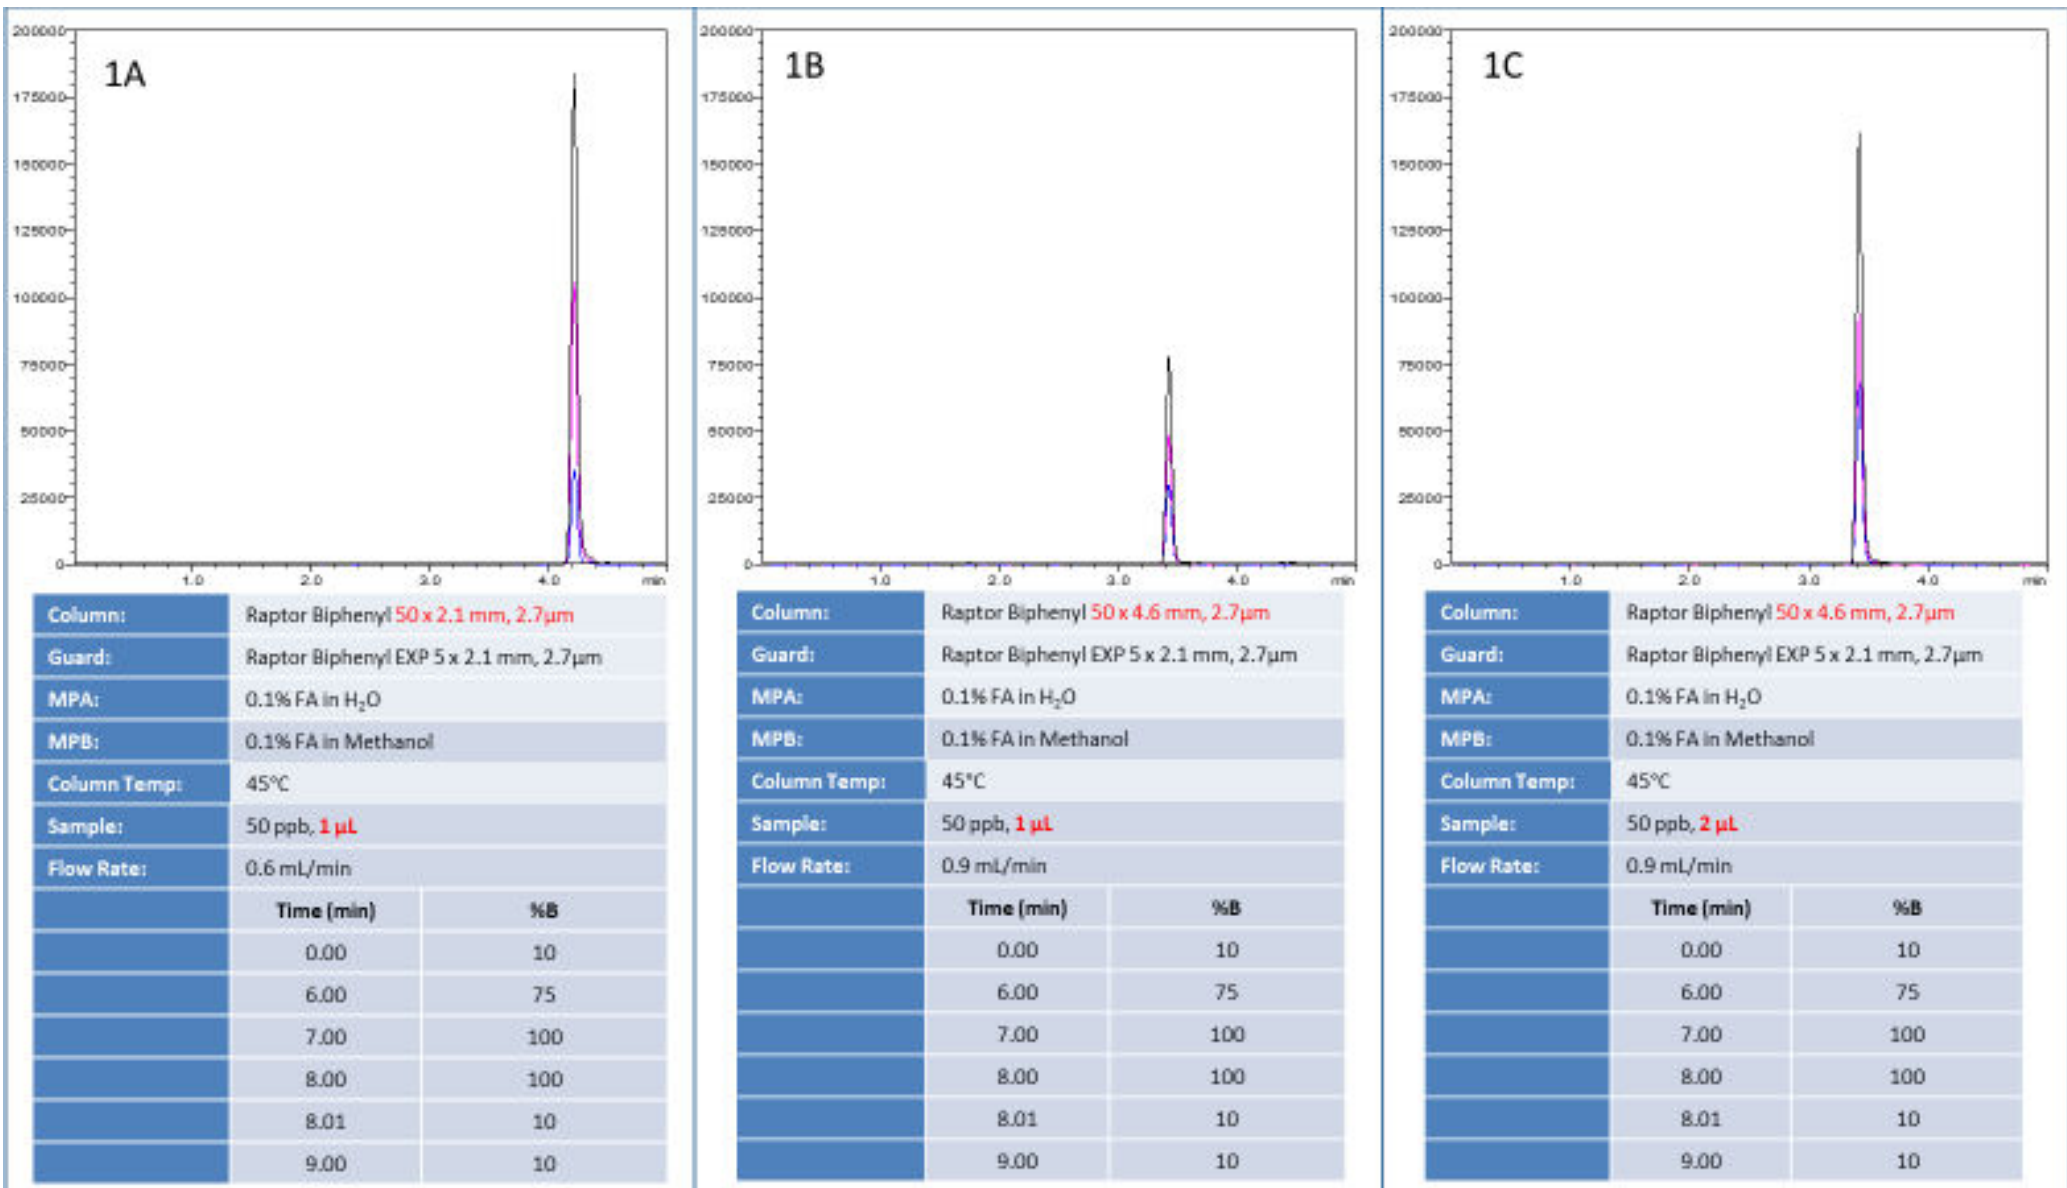 1A
200000
175000
150000
125000
100000
75000
50000
25000
0
1.0 2.0 3.0 4.0 min
Column: Raptor Biphenyl 50 x 2.1 mm, 2.7µm
Guard: Raptor Biphenyl EXP 5 x 2.1 mm, 2.7µm
MPA: 0.1% FA in H₂O
MPB: 0.1% FA in Methanol
Column Temp: 45°C
Sample: 50 ppb, 1 µL
Flow Rate: 0.6 mL/min
Time (min) %B
0.00 10
6.00 75
7.00 100
8.00 100
8.01 10
9.00 10
1B
200000
175000
150000
125000
100000
75000
50000
25000
0
1.0 2.0 3.0 4.0 min
Column: Raptor Biphenyl 50 x 4.6 mm, 2.7µm
Guard: Raptor Biphenyl EXP 5 x 2.1 mm, 2.7µm
MPA: 0.1% FA in H₂O
MPB: 0.1% FA in Methanol
Column Temp: 45°C
Sample: 50 ppb, 1 µL
Flow Rate: 0.9 mL/min
Time (min) %B
0.00 10
6.00 75
7.00 100
8.00 100
8.01 10
9.00 10
1C
200000
175000
150000
125000
100000
75000
50000
25000
0
1.0 2.0 3.0 4.0 min
Column: Raptor Biphenyl 50 x 4.6 mm, 2.7µm
Guard: Raptor Biphenyl EXP 5 x 2.1 mm, 2.7µm
MPA: 0.1% FA in H₂O
MPB: 0.1% FA in Methanol
Column Temp: 45°C
Sample: 50 ppb, 2 µL
Flow Rate: 0.9 mL/min
Time (min) %B
0.00 10
6.00 75
7.00 100
8.00 100
8.01 10
9.00 10